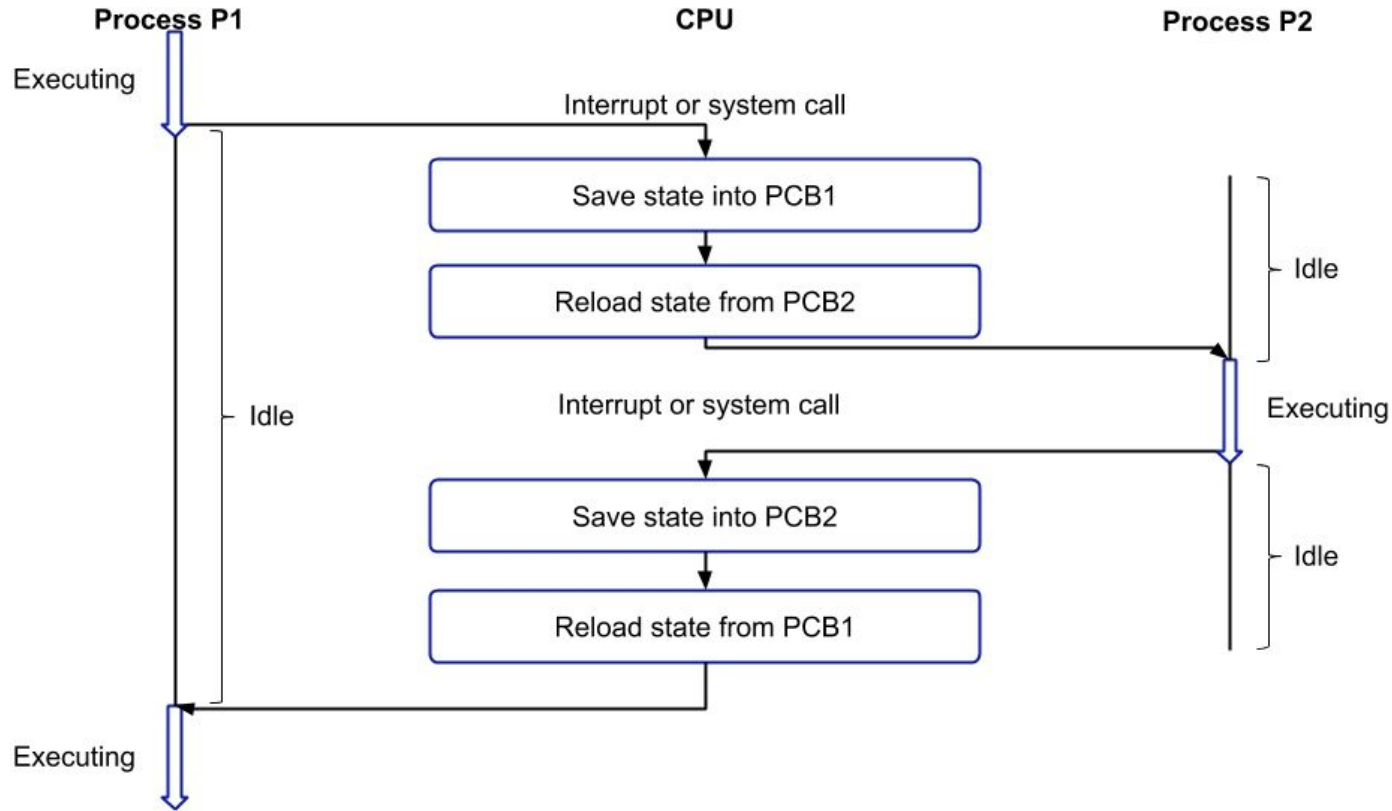 Process P1
CPU
Process P2
Executing
Interrupt or system call
Save state into PCB1
Idle
Reload state from PCB2
Interrupt or system call
Executing
Idle
Save state into PCB2
Idle
Reload state from PCB1
Executing